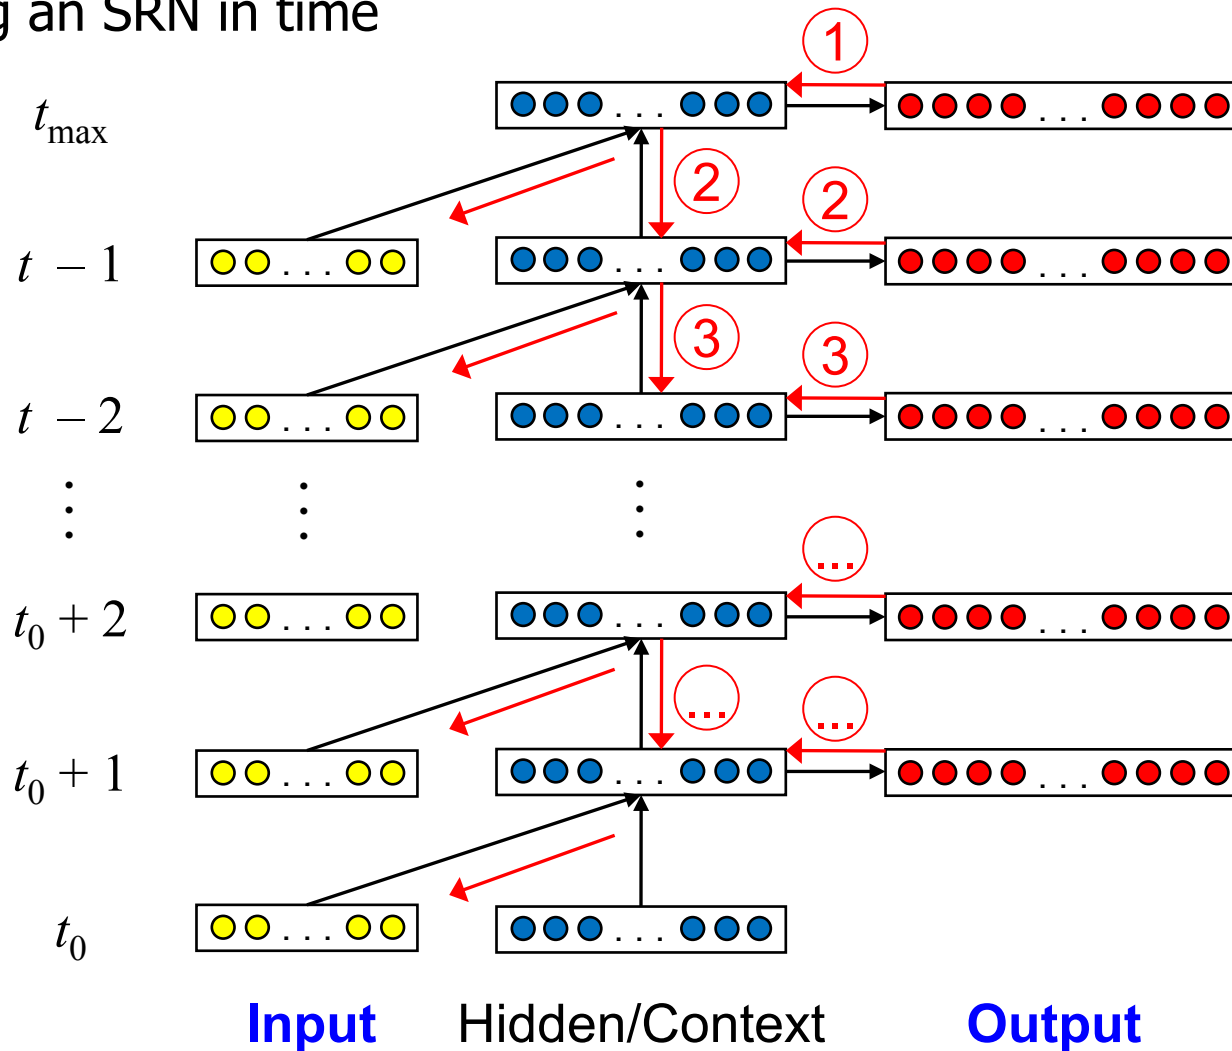 an SRN in time
1
t_max
2 2
t – 1 . . . . . . . . .
3 3
t – 2 . . . . . . . . .
...
t_0 + 2 . . . . . . . . .
... ...
t_0 + 1 . . . . . . . . .
t_0 . . . . . .
Input Hidden/Context Output